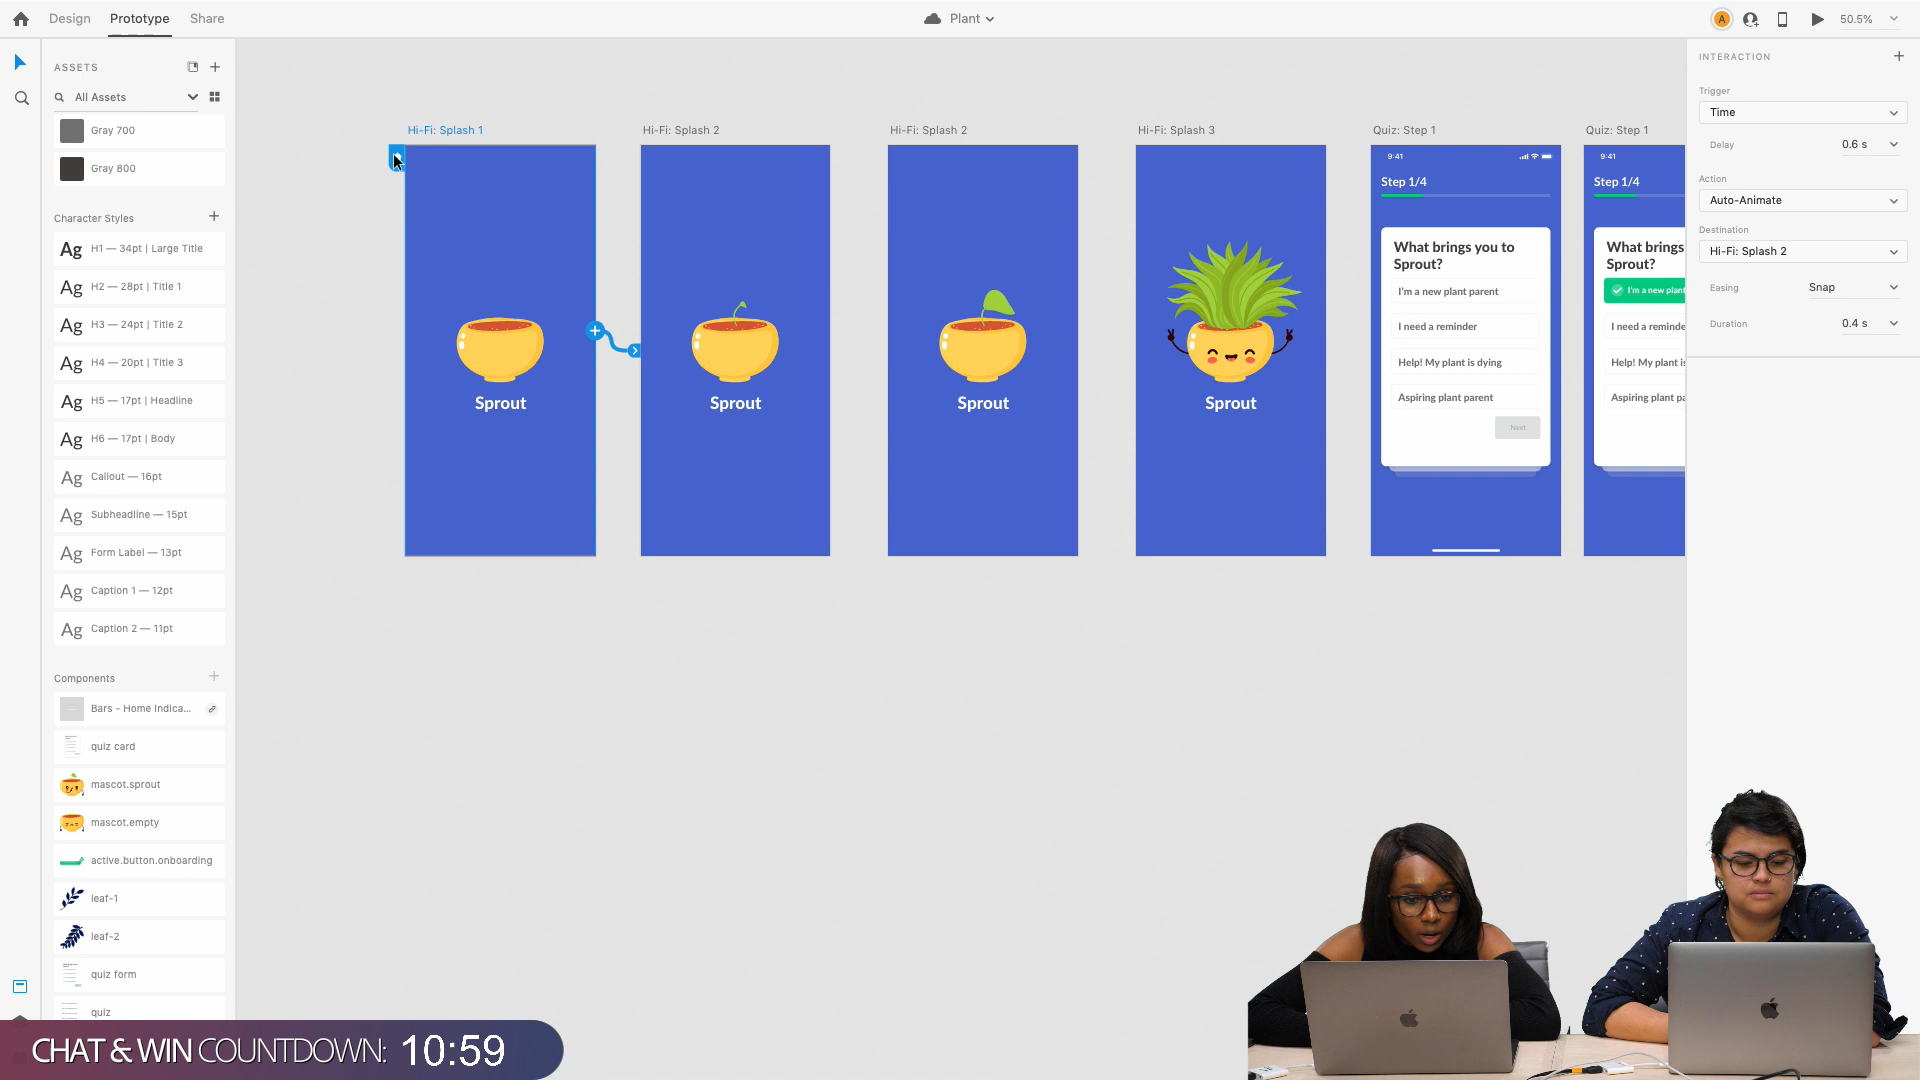 Design
Prototype
Share
Plant
A
50.5%
ASSETS
All Assets
Gray 700
Gray 800
Character Styles
Ag H1 — 34pt | Large Title
Ag H2 — 28pt | Title 1
Ag H3 — 24pt | Title 2
Ag H4 — 20pt | Title 3
Ag H5 — 17pt | Headline
Ag H6 — 17pt | Body
Ag Callout — 16pt
Ag Subheadline — 15pt
Ag Form Label — 13pt
Ag Caption 1 — 12pt
Ag Caption 2 — 11pt
Components
Bars - Home Indica...
quiz card
mascot.sprout
mascot.empty
active.button.onboarding
leaf-1
leaf-2
quiz form
quiz
Hi-Fi: Splash 1
Sprout
Hi-Fi: Splash 2
Sprout
Hi-Fi: Splash 2
Sprout
Hi-Fi: Splash 3
Sprout
Quiz: Step 1
9:41
Step 1/4
What brings you to
Sprout?
I'm a new plant parent
I need a reminder
Help! My plant is dying
Aspiring plant parent
Next
Quiz: Step 1
9:41
Step 1/4
What brings
Sprout?
I'm a new plant
I need a reminde
Help! My plant is
Aspiring plant pa
INTERACTION
Trigger
Time
Delay 0.6 s
Action
Auto-Animate
Destination
Hi-Fi: Splash 2
Easing Snap
Duration 0.4 s
CHAT & WIN COUNTDOWN: 10:59